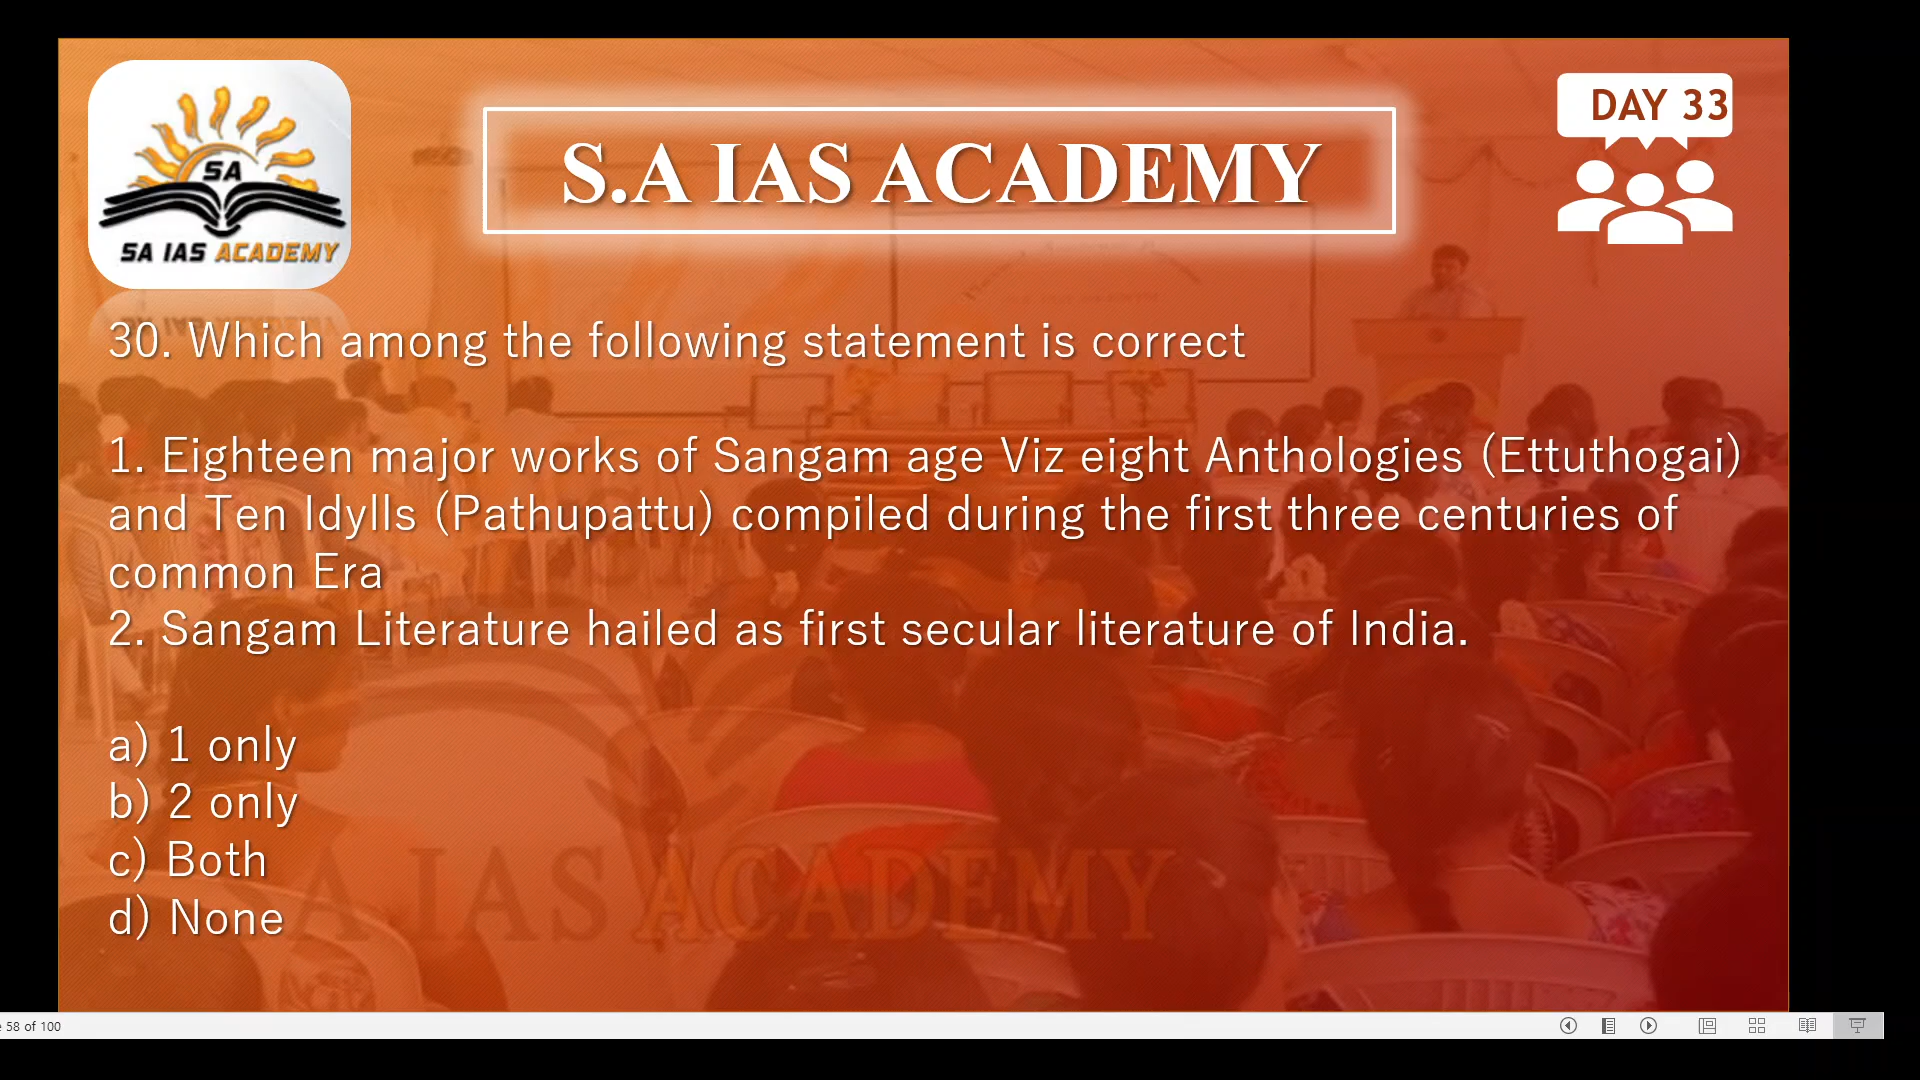 SA
SA IAS ACADEMY
S.A IAS ACADEMY
DAY 33
30. Which among the following statement is correct
1. Eighteen major works of Sangam age Viz eight Anthologies (Ettuthogai)
and Ten Idylls (Pathupattu) compiled during the first three centuries of
common Era
2. Sangam Literature hailed as first secular literature of India.
a) 1 only
b) 2 only
c) Both
d) None
A IAS ACADEMY
58 of 100